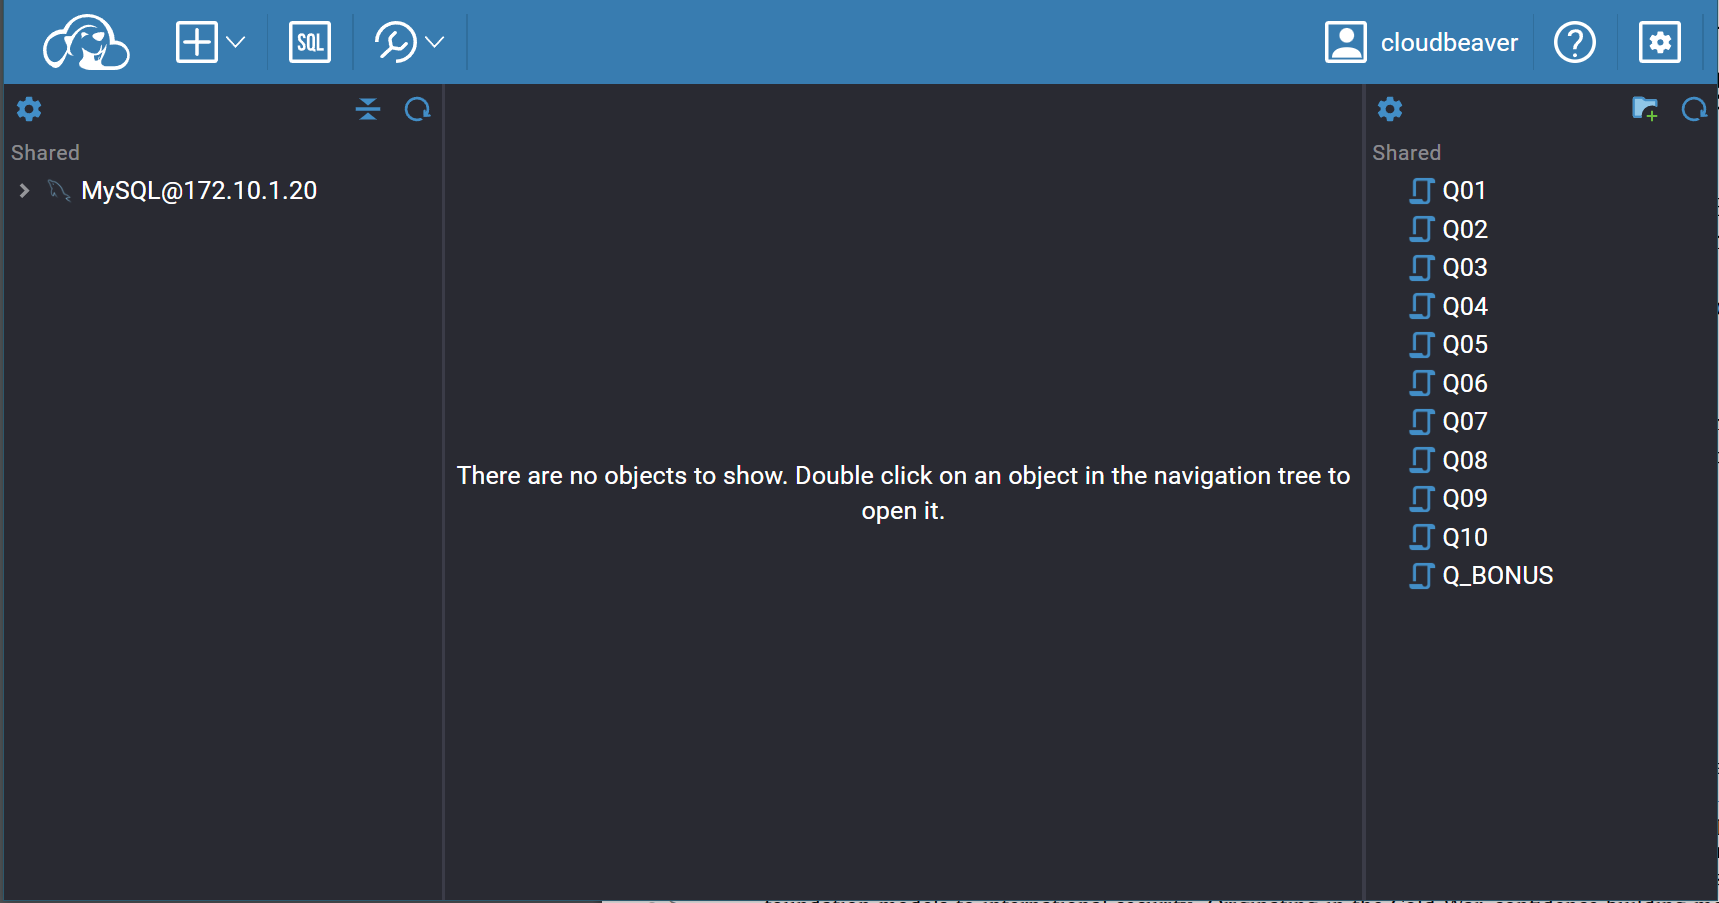 SQL
cloudbeaver
Shared
MySQL@172.10.1.20
There are no objects to show. Double click on an object in the navigation tree to
open it.
Shared
Q01
Q02
Q03
Q04
Q05
Q06
Q07
Q08
Q09
Q10
Q_BONUS